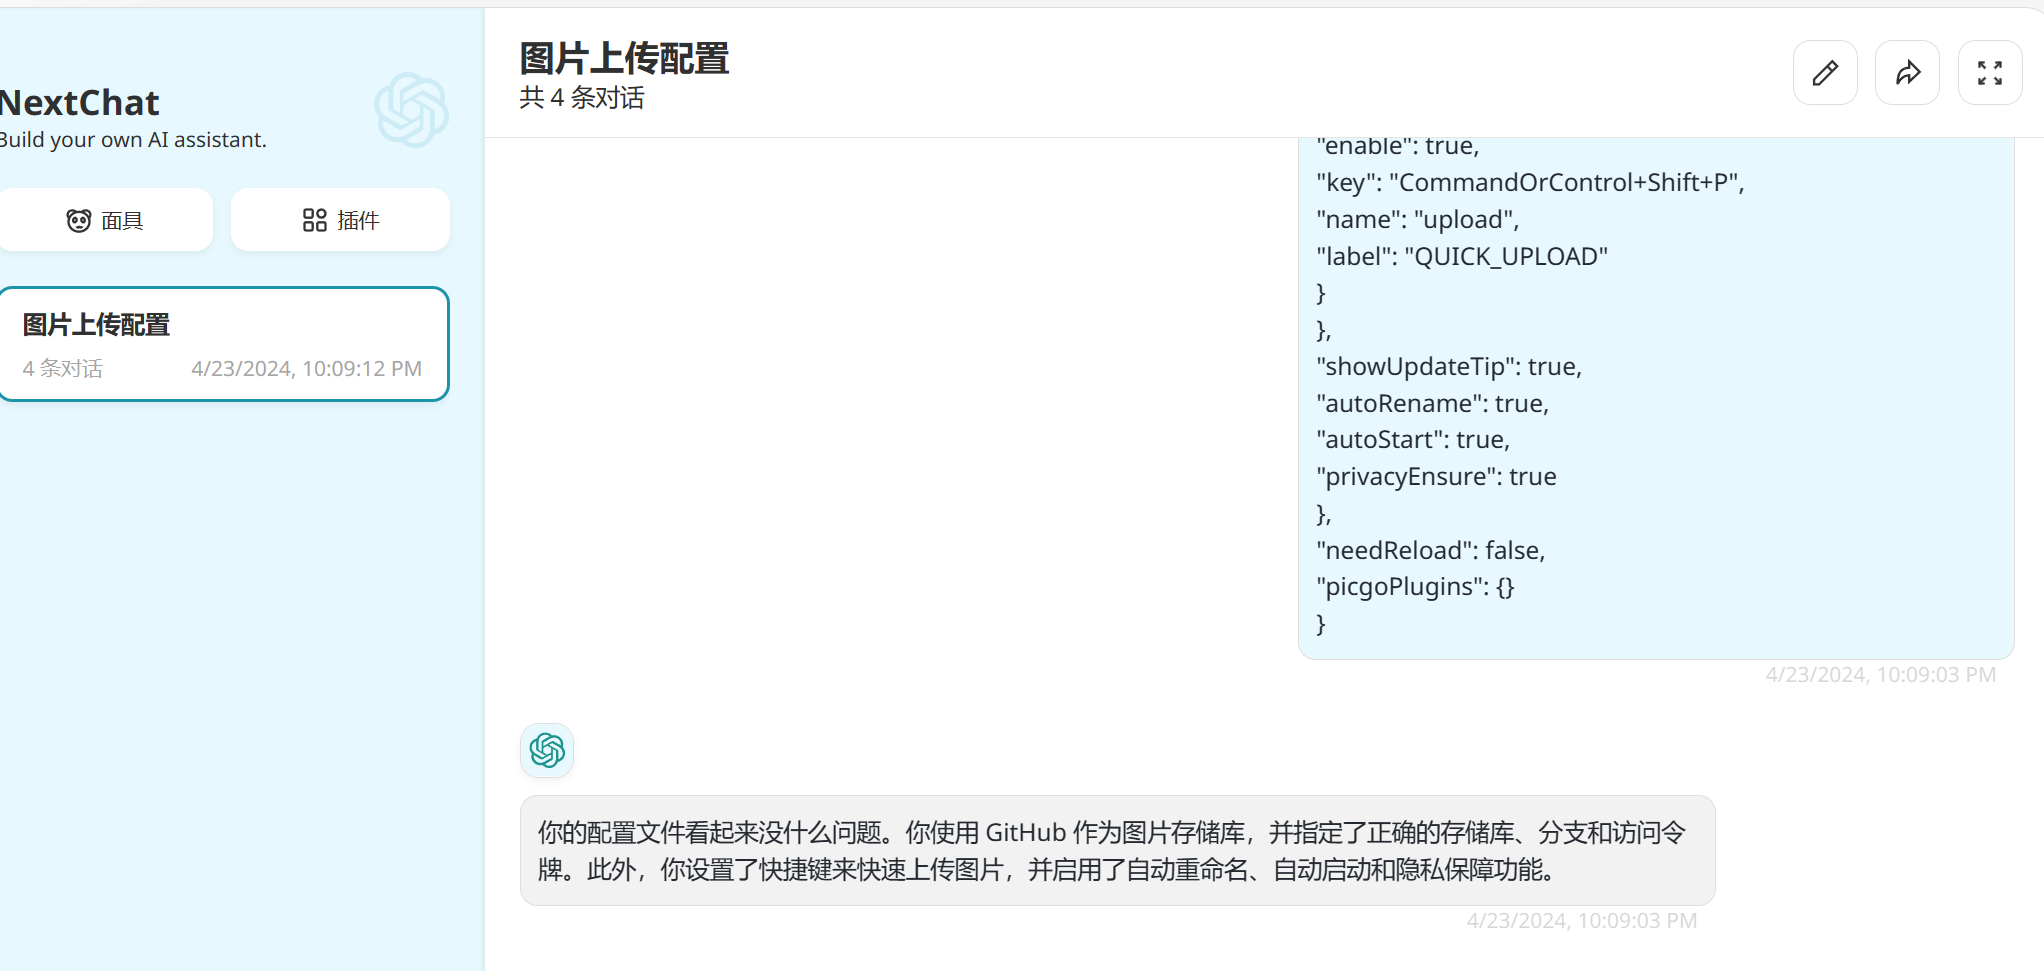 NextChat
Build your own AI assistant.
面具
插件
图片上传配置
4 条对话
4/23/2024, 10:09:12 PM
图片上传配置
共 4 条对话
"enable": true,
"key": "CommandOrControl+Shift+P",
"name": "upload",
"label": "QUICK_UPLOAD"
}
},
"showUpdateTip": true,
"autoRename": true,
"autoStart": true,
"privacyEnsure": true
},
"needReload": false,
"picgoPlugins": {}
}
4/23/2024, 10:09:03 PM
你的配置文件看起来没什么问题。你使用 GitHub 作为图片存储库，并指定了正确的存储库、分支和访问令
牌。此外，你设置了快捷键来快速上传图片，并启用了自动重命名、自动启动和隐私保障功能。
4/23/2024, 10:09:03 PM